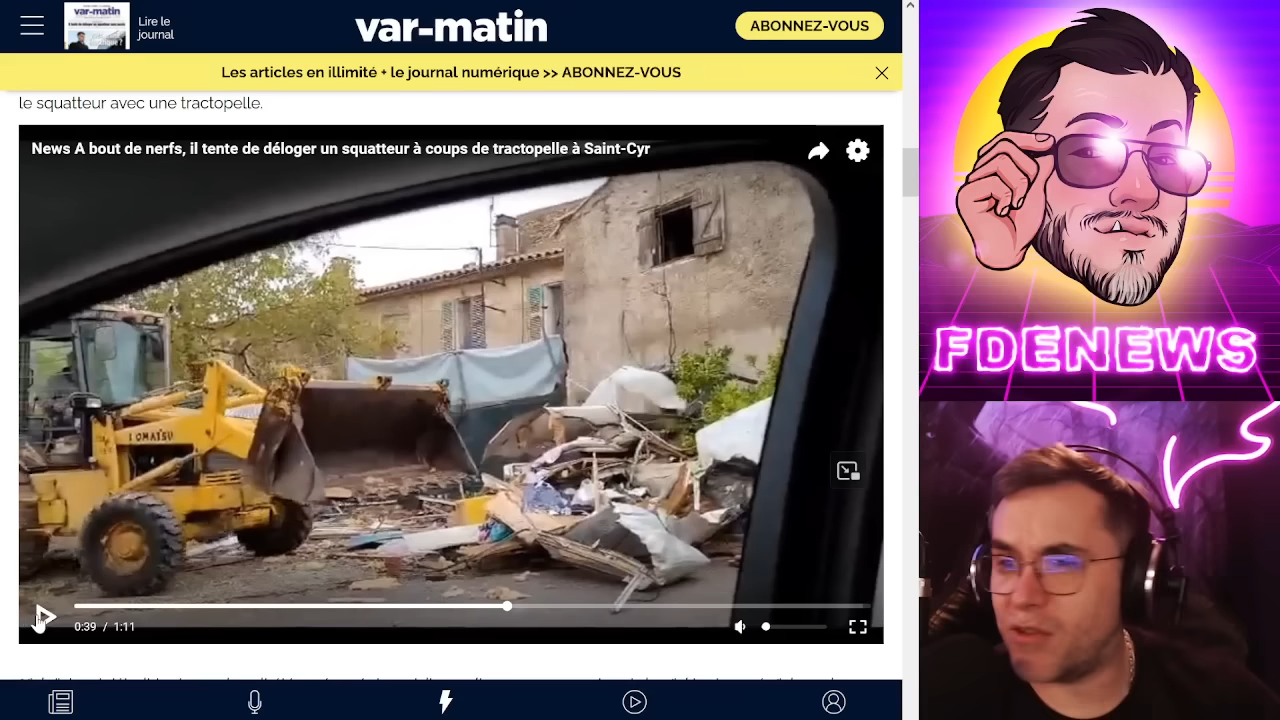 Lire le
journal
var-matin
ABONNEZ-VOUS
Les articles en illimité + le journal numérique >> ABONNEZ-VOUS
le squatteur avec une tractopelle.
News A bout de nerfs, il tente de déloger un squatteur à coups de tractopelle à Saint-Cyr
KOMATSU
0:39 / 1:11
FDENEWS